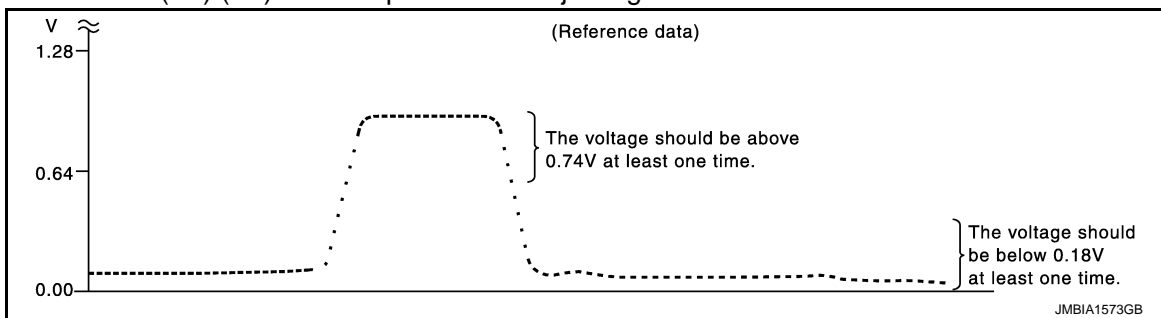 V
(Reference data)
1.28
The voltage should be above
0.74V at least one time.
0.64
The voltage should
be below 0.18V
at least one time.
0.00
JMBIA1573GB